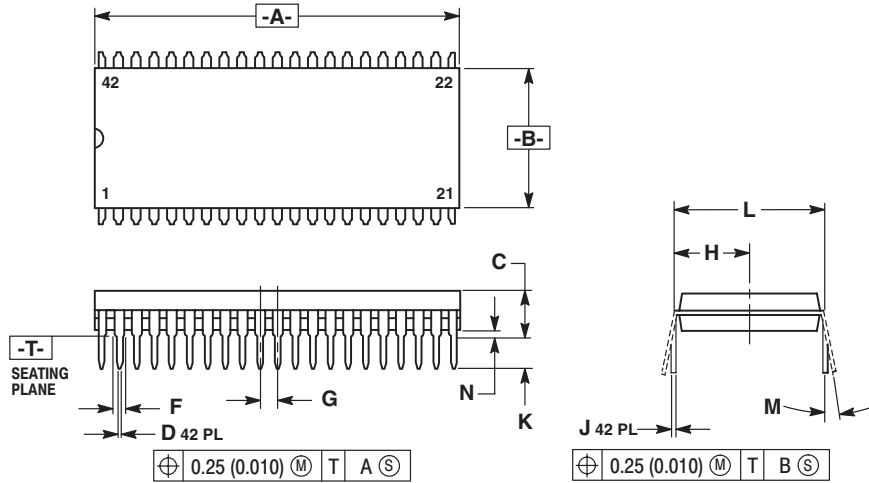 -A-
42 22
-B-
1 21
L
H
C
-T-
SEATING
PLANE
N
G
K
F
M
D 42 PL
J 42 PL
⌖ 0.25 (0.010) Ⓜ T A Ⓢ
⌖ 0.25 (0.010) Ⓜ T B Ⓢ